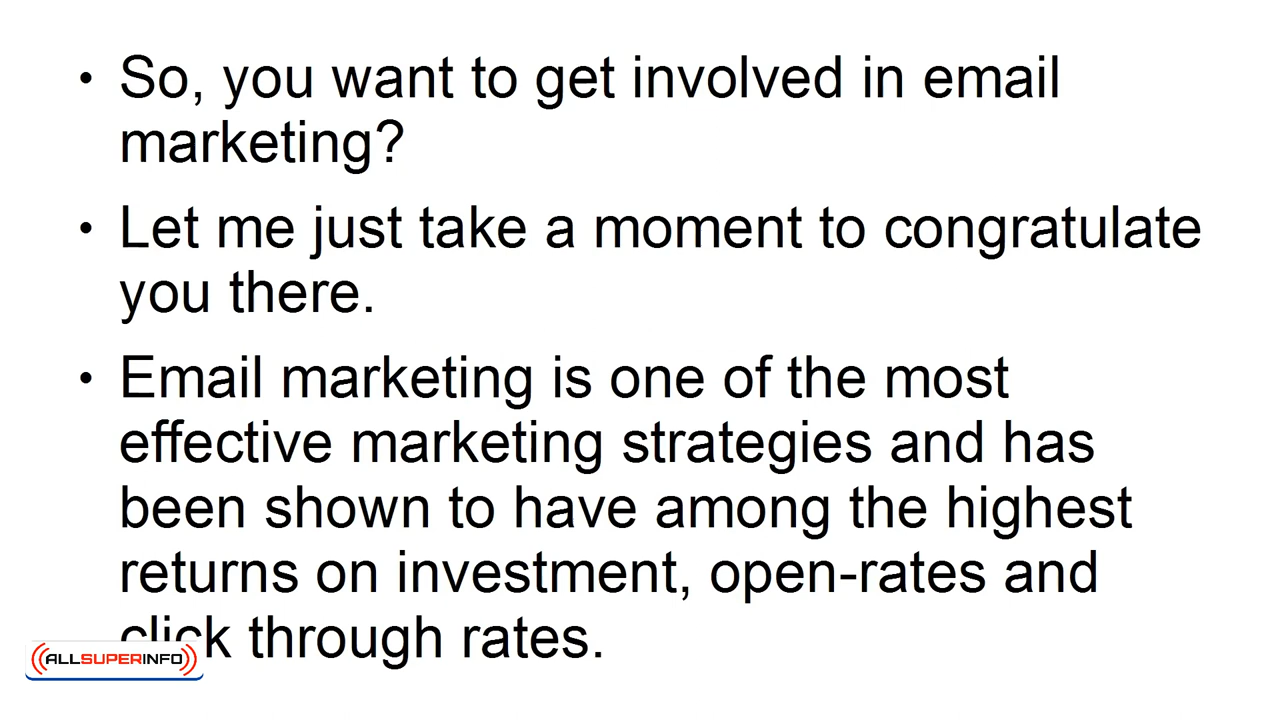 • So, you want to get involved in email
marketing?
• Let me just take a moment to congratulate
you there.
• Email marketing is one of the most
effective marketing strategies and has
been shown to have among the highest
returns on investment, open-rates and
click through rates.
ALLSUPERINFO